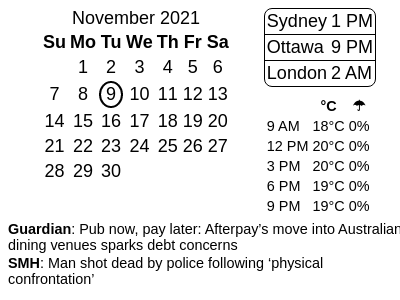 November 2021
Su Mo Tu We Th Fr Sa
1 2 3 4 5 6
7 8 9 10 11 12 13
14 15 16 17 18 19 20
21 22 23 24 25 26 27
28 29 30
Sydney 1 PM
Ottawa 9 PM
London 2 AM
°C ☂
9 AM 18°C 0%
12 PM 20°C 0%
3 PM 20°C 0%
6 PM 19°C 0%
9 PM 19°C 0%
Guardian: Pub now, pay later: Afterpay’s move into Australian
dining venues sparks debt concerns
SMH: Man shot dead by police following ‘physical
confrontation’